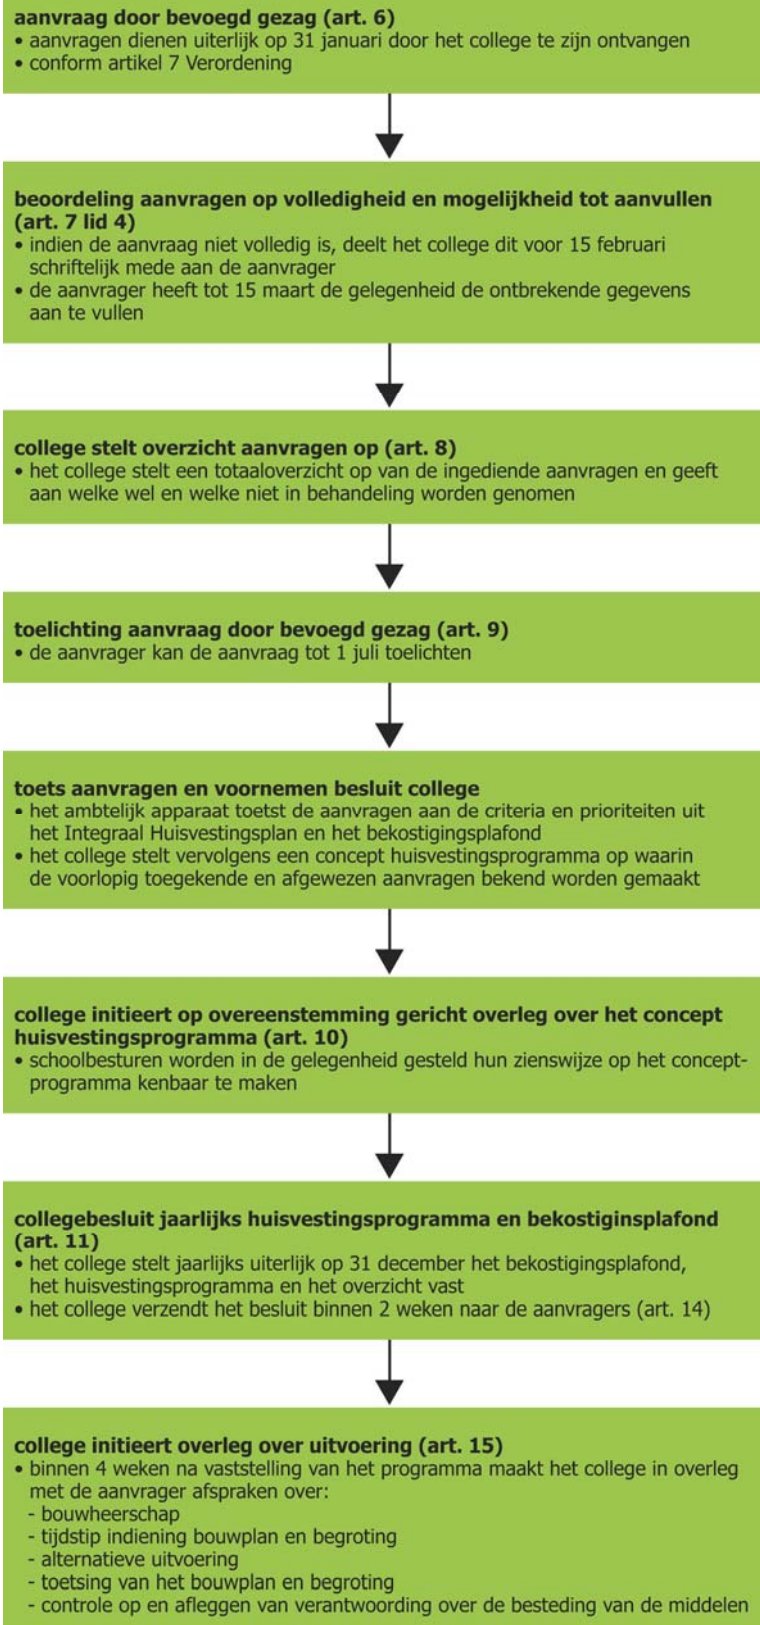 aanvraag door bevoegd gezag (art. 6)
• aanvragen dienen uiterlijk op 31 januari door het college te zijn ontvangen
• conform artikel 7 Verordening
beoordeling aanvragen op volledigheid en mogelijkheid tot aanvullen
(art. 7 lid 4)
• indien de aanvraag niet volledig is, deelt het college dit voor 15 februari
schriftelijk mede aan de aanvrager
• de aanvrager heeft tot 15 maart de gelegenheid de ontbrekende gegevens
aan te vullen
college stelt overzicht aanvragen op (art. 8)
• het college stelt een totaaloverzicht op van de ingediende aanvragen en geeft
aan welke wel en welke niet in behandeling worden genomen
toelichting aanvraag door bevoegd gezag (art. 9)
• de aanvrager kan de aanvraag tot 1 juli toelichten
toets aanvragen en voornemen besluit college
• het ambtelijk apparaat toetst de aanvragen aan de criteria en prioriteiten uit
het Integraal Huisvestingsplan en het bekostigingsplafond
• het college stelt vervolgens een concept huisvestingsprogramma op waarin
de voorlopig toegekende en afgewezen aanvragen bekend worden gemaakt
college initieert op overeenstemming gericht overleg over het concept
huisvestingsprogramma (art. 10)
• schoolbesturen worden in de gelegenheid gesteld hun zienswijze op het concept-
programma kenbaar te maken
collegebesluit jaarlijks huisvestingsprogramma en bekostiginsplafond
(art. 11)
• het college stelt jaarlijks uiterlijk op 31 december het bekostigingsplafond,
het huisvestingsprogramma en het overzicht vast
• het college verzendt het besluit binnen 2 weken naar de aanvragers (art. 14)
college initieert overleg over uitvoering (art. 15)
• binnen 4 weken na vaststelling van het programma maakt het college in overleg
met de aanvrager afspraken over:
- bouwheerschap
- tijdstip indiening bouwplan en begroting
- alternatieve uitvoering
- toetsing van het bouwplan en begroting
- controle op en afleggen van verantwoording over de besteding van de middelen